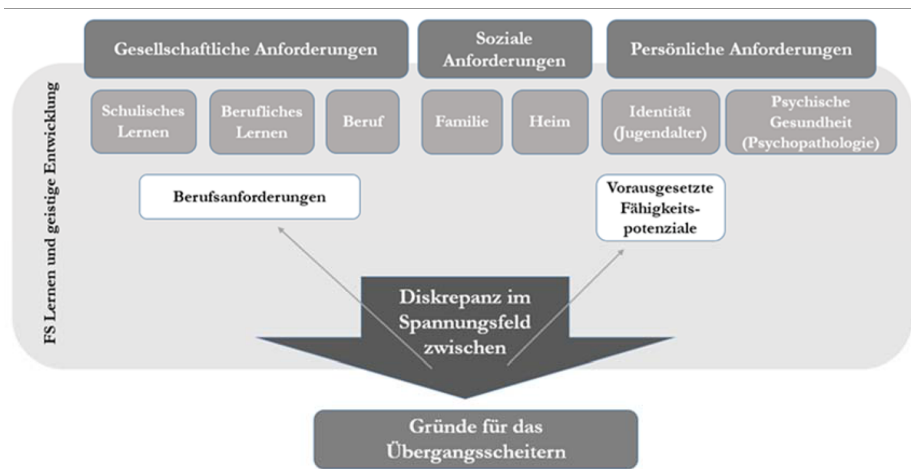 Gesellschaftliche Anforderungen
Soziale
Anforderungen
Persönliche Anforderungen
FS Lernen und geistige Entwicklung
Schulisches
Lernen
Berufliches
Lernen
Beruf
Familie
Heim
Identität
(Jugendalter)
Psychische
Gesundheit
(Psychopathologie)
Berufsanforderungen
Vorausgesetzte
Fähigkeits-
potenziale
Diskrepanz im
Spannungsfeld
zwischen
Gründe für das
Übergangsscheitern